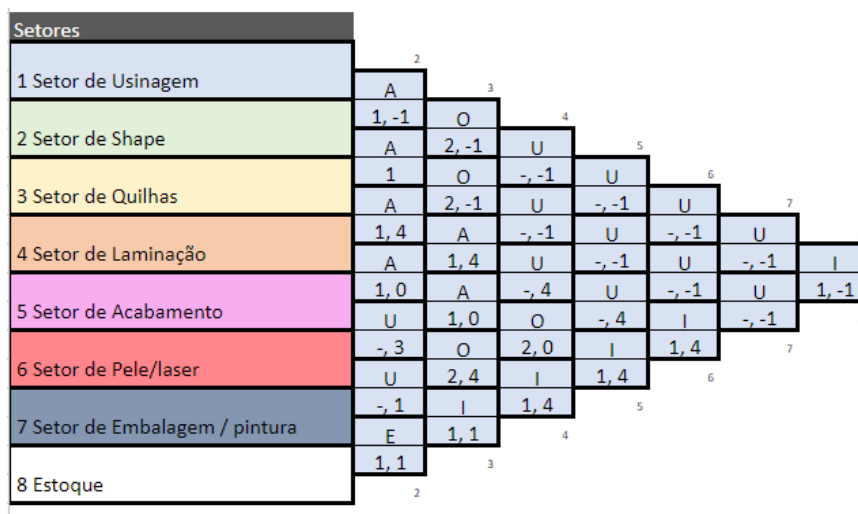 Setores
2
1 Setor de Usinagem
A 3
1, -1 O 4
2 Setor de Shape
A 2, -1 U 5
1 O -, -1 U 6
3 Setor de Quilhas
A 2, -1 U -, -1 U 7
1, 4 A -, -1 U -, -1 U
4 Setor de Laminação
A 1, 4 U -, -1 U -, -1 I
1, 0 A -, 4 U -, -1 U 1, -1
5 Setor de Acabamento
U 1, 0 O -, 4 I -, -1
-, 3 O 2, 0 I 1, 4 7
6 Setor de Pele/laser
U 2, 4 I 1, 4 6
-, 1 I 1, 4 5
7 Setor de Embalagem / pintura
E 1, 1 4
1, 1 3
8 Estoque
2